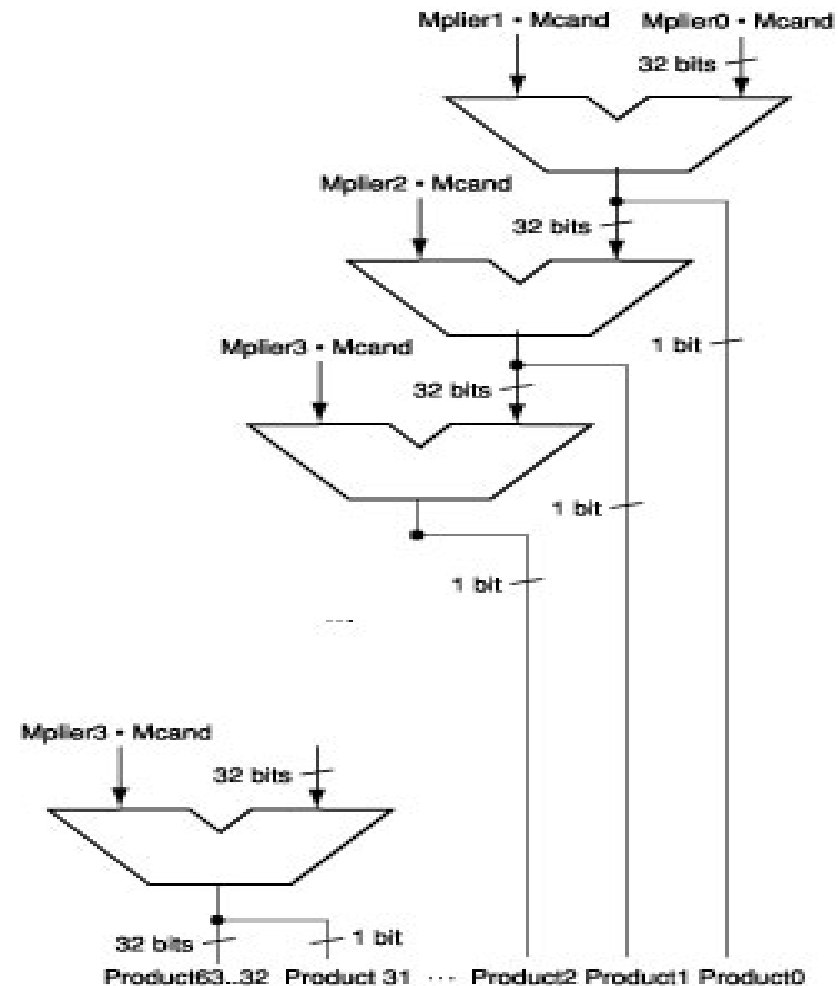 Mplier1 • Mcand Mplier0 • Mcand
32 bits
Mplier2 • Mcand
32 bits
Mplier3 • Mcand
1 bit
32 bits
1 bit
1 bit
...
Mplier3 • Mcand
32 bits
32 bits
1 bit
Product63..32 Product 31 ... Product2 Product1 Product0